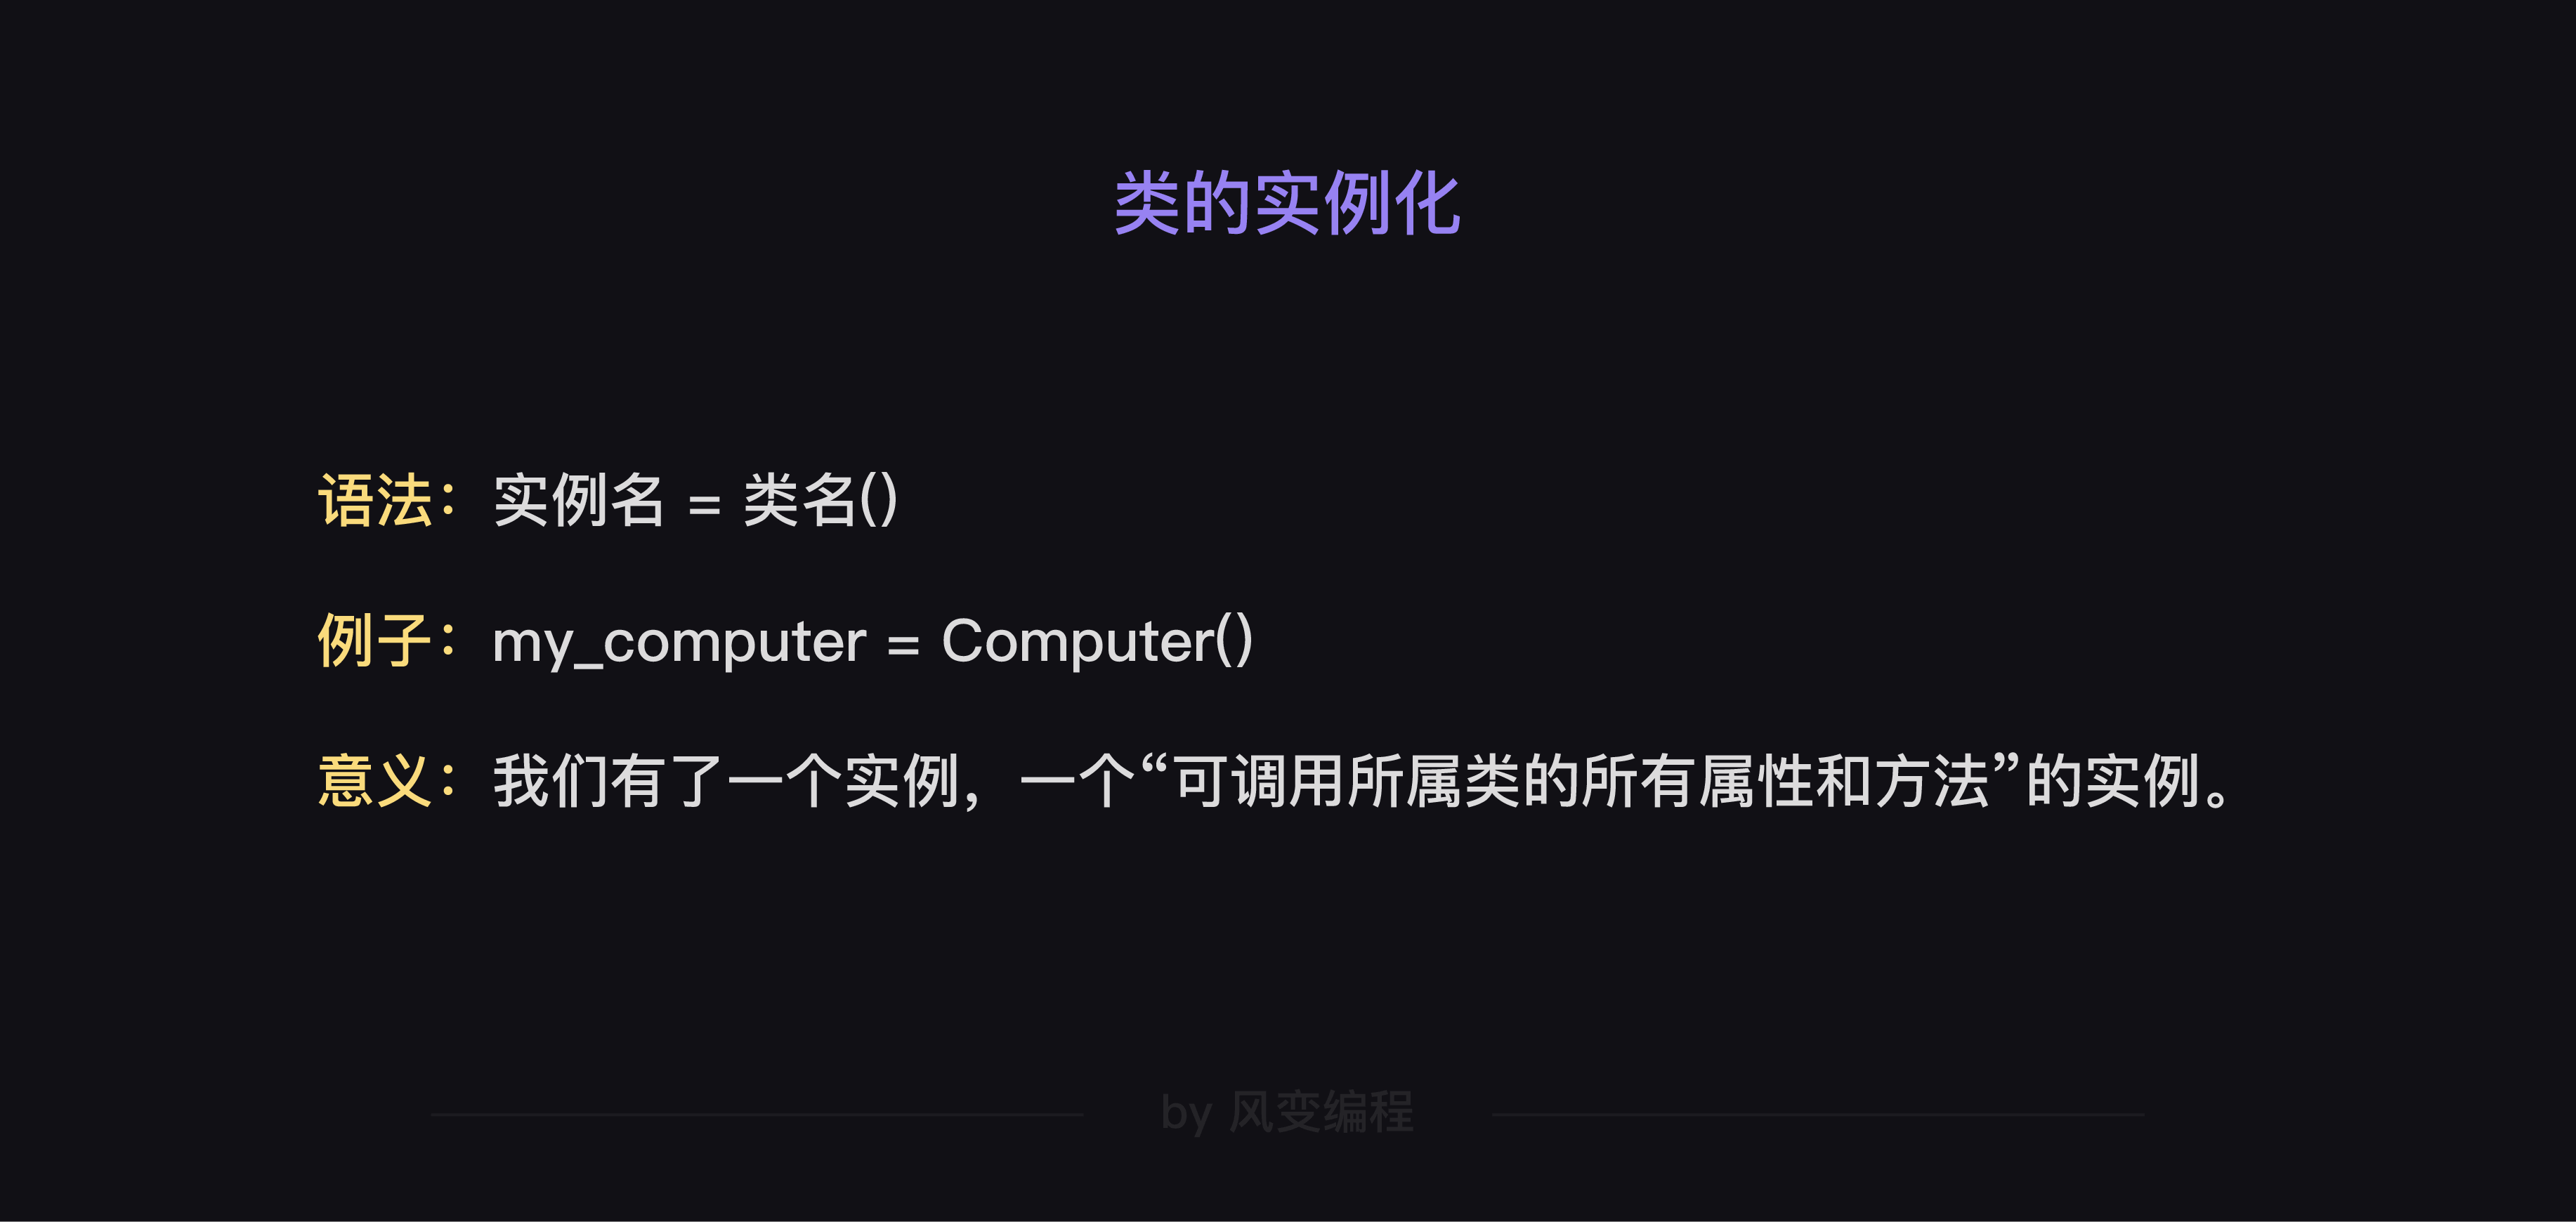 类的实例化
语法：实例名 = 类名()
例子：my_computer = Computer()
意义：我们有了一个实例，一个“可调用所属类的所有属性和方法”的实例。
by 风变编程